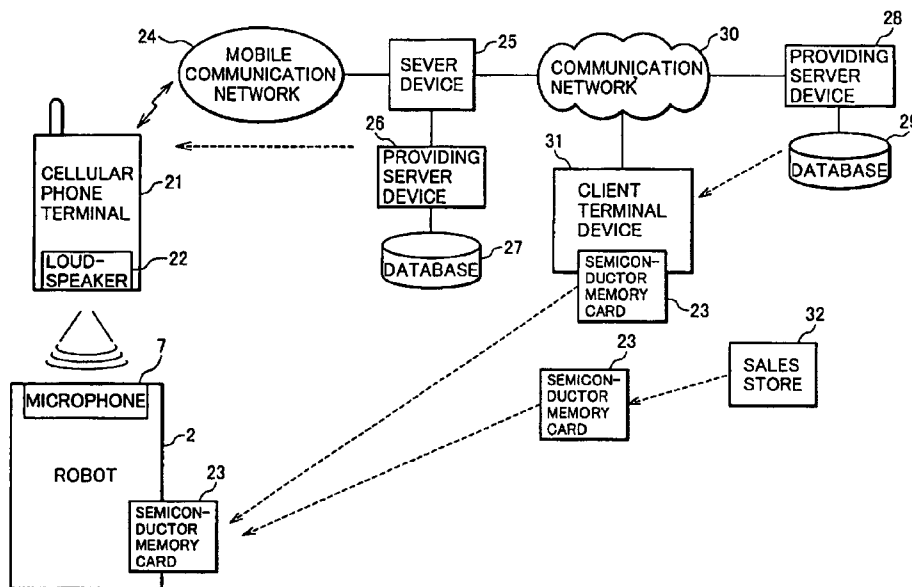 24
MOBILE
COMMUNICATION
NETWORK
25
SEVER
DEVICE
30
COMMUNICATION
NETWORK
28
PROVIDING
SERVER
DEVICE
29
DATABASE
26
PROVIDING
SERVER
DEVICE
DATABASE
27
31
CLIENT
TERMINAL
DEVICE
SEMICON-
DUCTOR
MEMORY
CARD
23
CELLULAR
PHONE
TERMINAL
21
LOUD-
SPEAKER
22
7
MICROPHONE
2
ROBOT
23
SEMICON-
DUCTOR
MEMORY
CARD
23
SEMICON-
DUCTOR
MEMORY
CARD
32
SALES
STORE